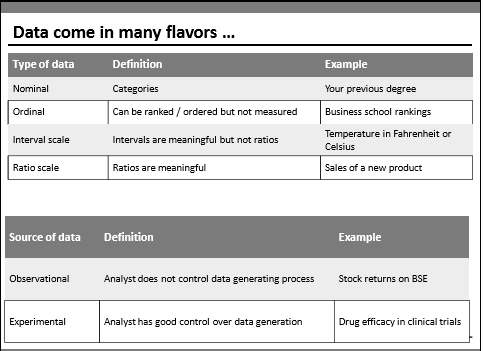 Data come in many flavors ...
Type of data Definition Example
Nominal Categories Your previous degree
Ordinal Can be ranked / ordered but not measured Business school rankings
Interval scale Intervals are meaningful but not ratios Temperature in Fahrenheit or
Celsius
Ratio scale Ratios are meaningful Sales of a new product
Source of data Definition Example
Observational Analyst does not control data generating process Stock returns on BSE
Experimental Analyst has good control over data generation Drug efficacy in clinical trials